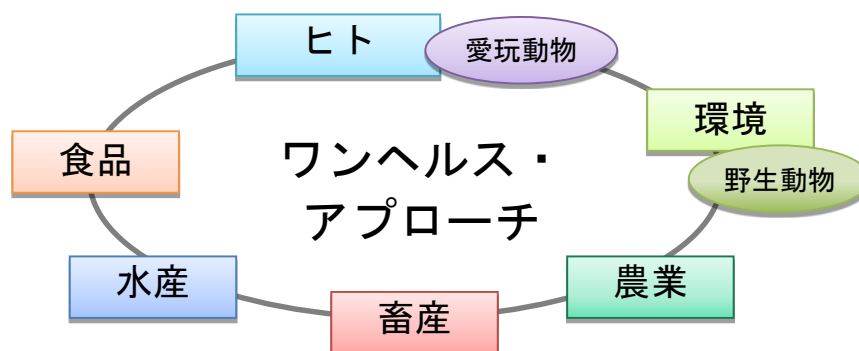 ヒト
愛玩動物
環境
野生動物
食品
ワンヘルス・
アプローチ
水産
農業
畜産